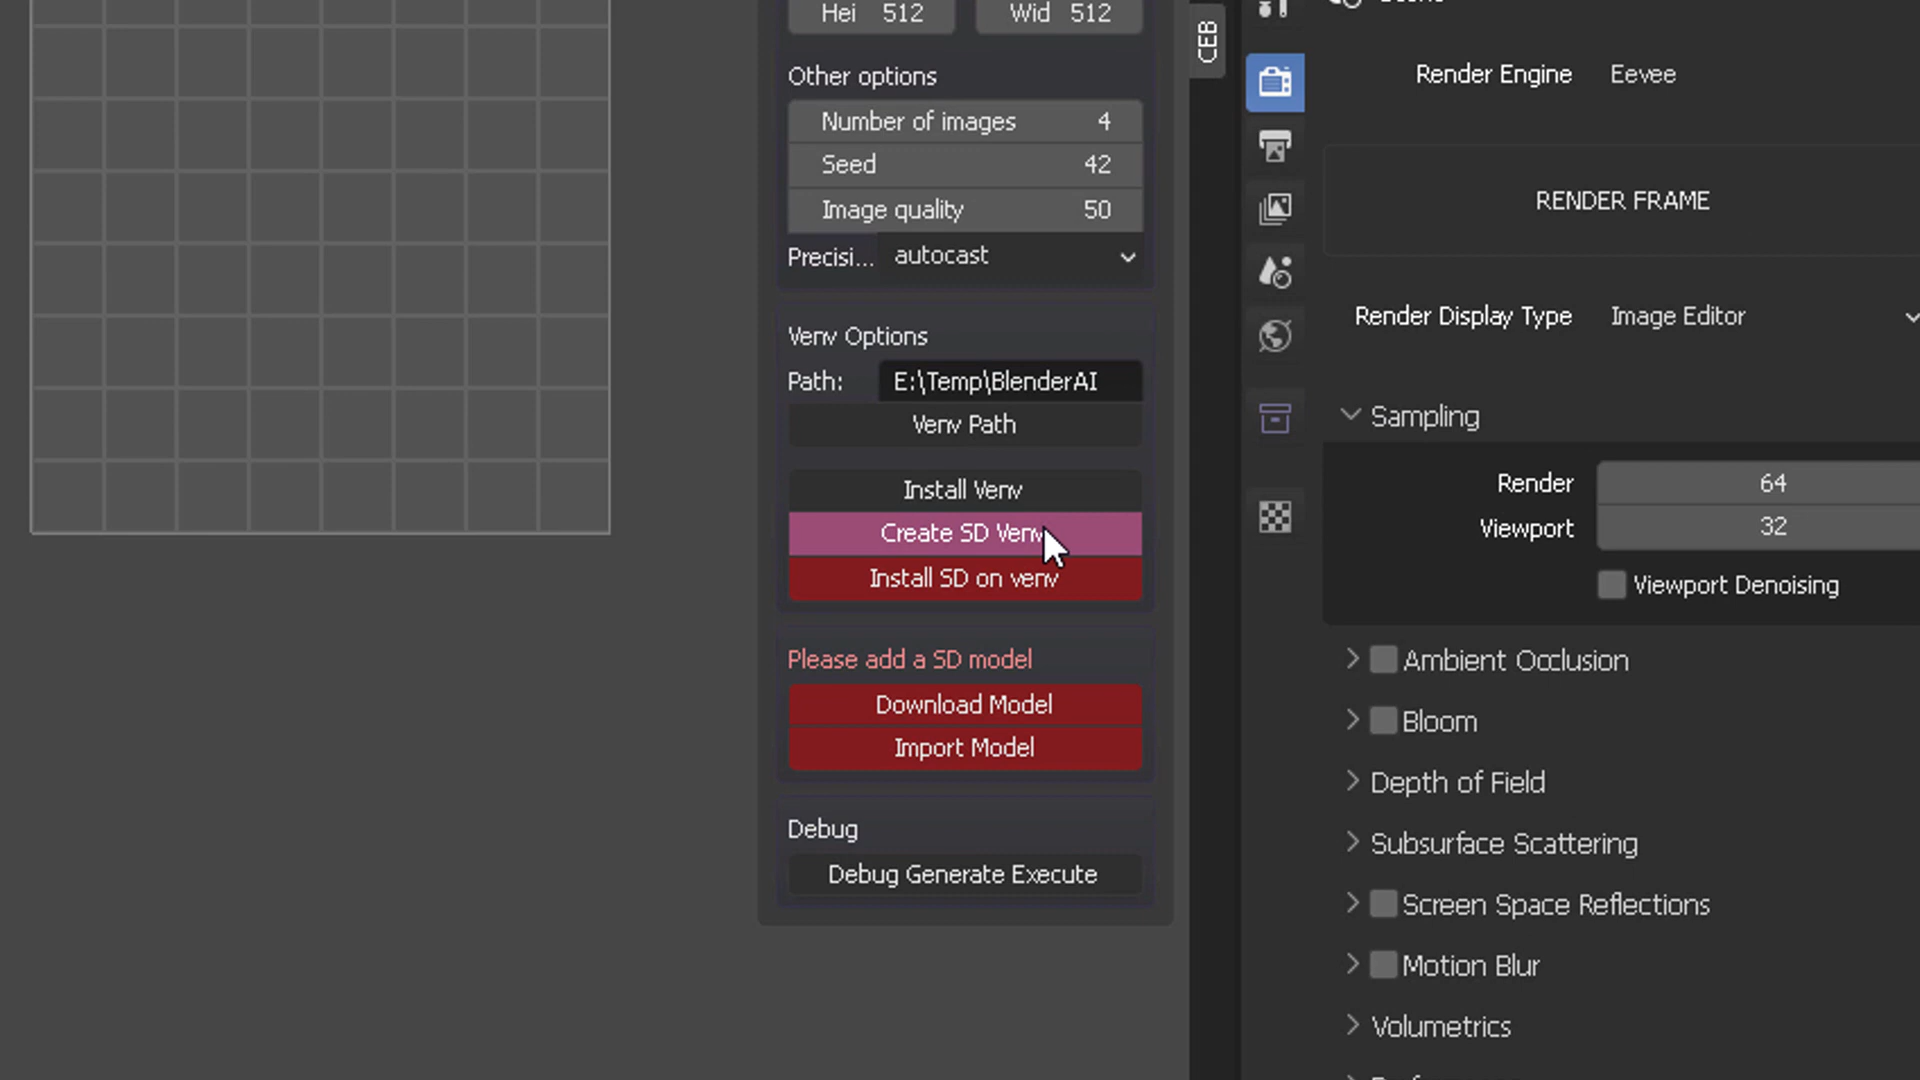 Hei 512 Wid 512
CEB
Other options
Number of images 4
Seed 42
Image quality 50
Precisi... autocast
Venv Options
Path: E:\Temp\BlenderAI
Venv Path
Install Venv
Create SD Venv
Install SD on venv
Please add a SD model
Download Model
Import Model
Debug
Debug Generate Execute
Render Engine Eevee
RENDER FRAME
Render Display Type Image Editor
Sampling
Render 64
Viewport 32
Viewport Denoising
Ambient Occlusion
Bloom
Depth of Field
Subsurface Scattering
Screen Space Reflections
Motion Blur
Volumetrics